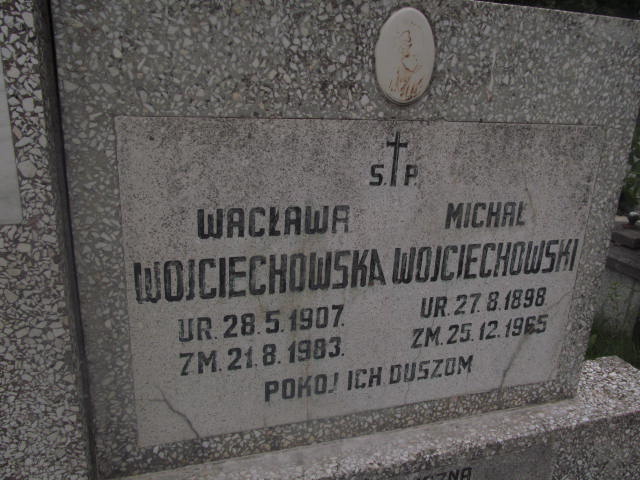 Ś. P.
WACŁAWA
WOJCIECHOWSKA
UR. 28.5.1907.
ZM. 21.8.1983.
MICHAŁ
WOJCIECHOWSKI
UR. 27.8.1898
ZM. 25.12.1965
POKÓJ ICH DUSZOM